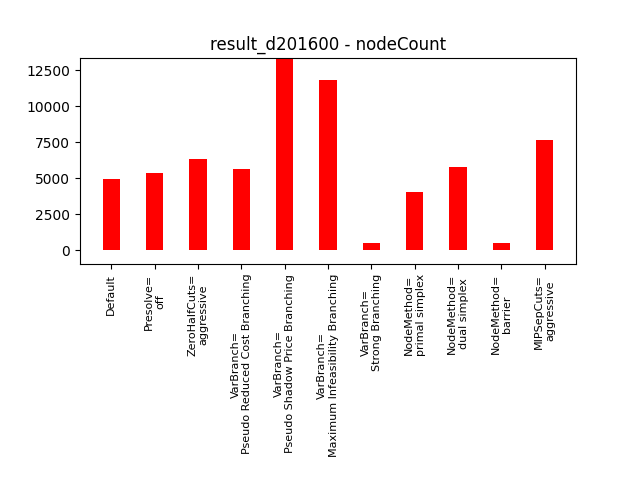 result_d201600 - nodeCount
12500
10000
7500
5000
2500
0
Default
Presolve=
off
ZeroHalfCuts=
aggressive
VarBranch=
Pseudo Reduced Cost Branching
VarBranch=
Pseudo Shadow Price Branching
VarBranch=
Maximum Infeasibility Branching
VarBranch=
Strong Branching
NodeMethod=
primal simplex
NodeMethod=
dual simplex
NodeMethod=
barrier
MIPSepCuts=
aggressive